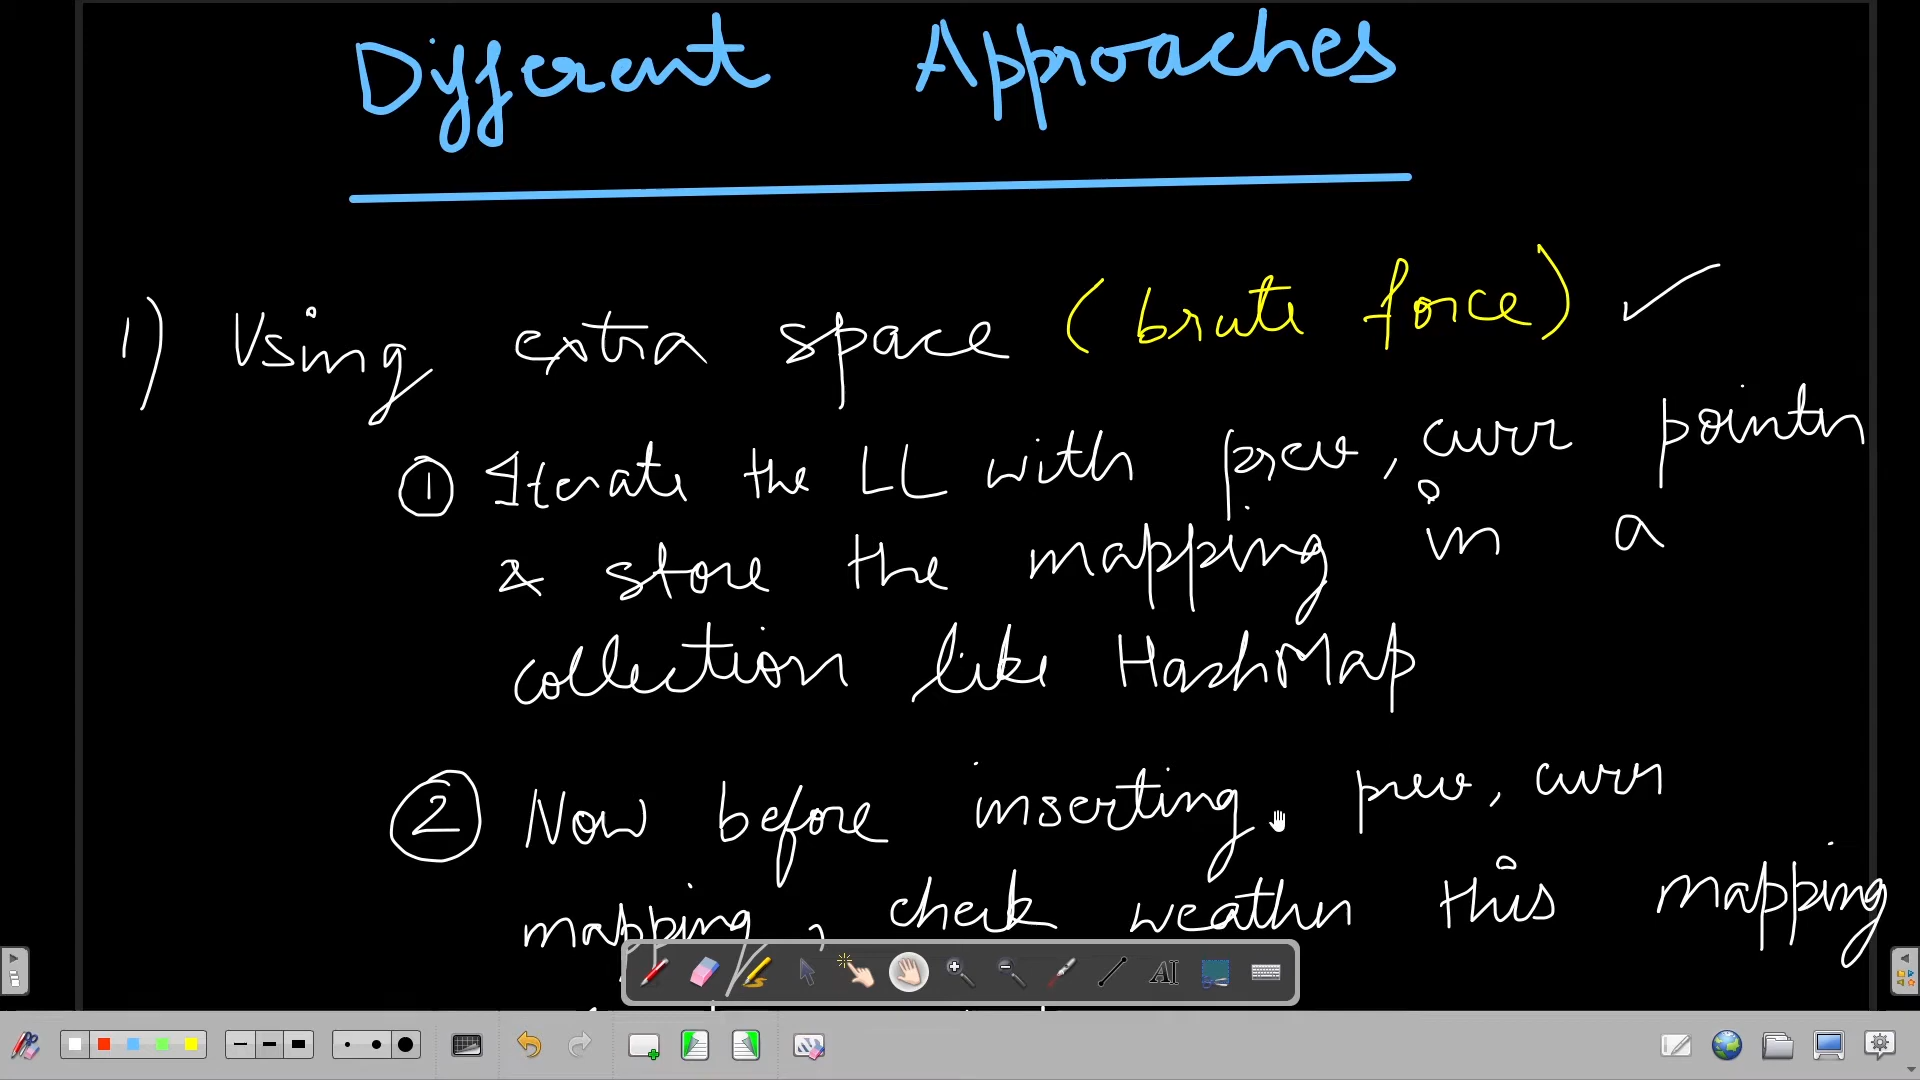 Different Approaches
1) Using extra space (brute force)
① Iterate the LL with prev, curr pointer
& store the mapping in a
collection like HashMap
② Now before inserting prev, curr
mapping, check weather this mapping
AI